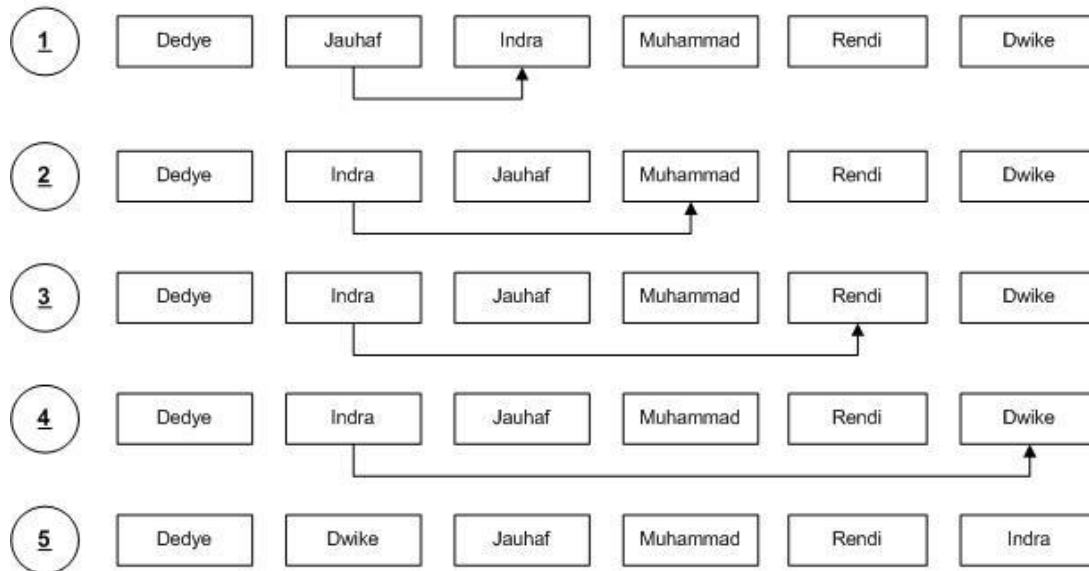 1 Dedye Jauhaf Indra Muhammad Rendi Dwike
2 Dedye Indra Jauhaf Muhammad Rendi Dwike
3 Dedye Indra Jauhaf Muhammad Rendi Dwike
4 Dedye Indra Jauhaf Muhammad Rendi Dwike
5 Dedye Dwike Jauhaf Muhammad Rendi Indra